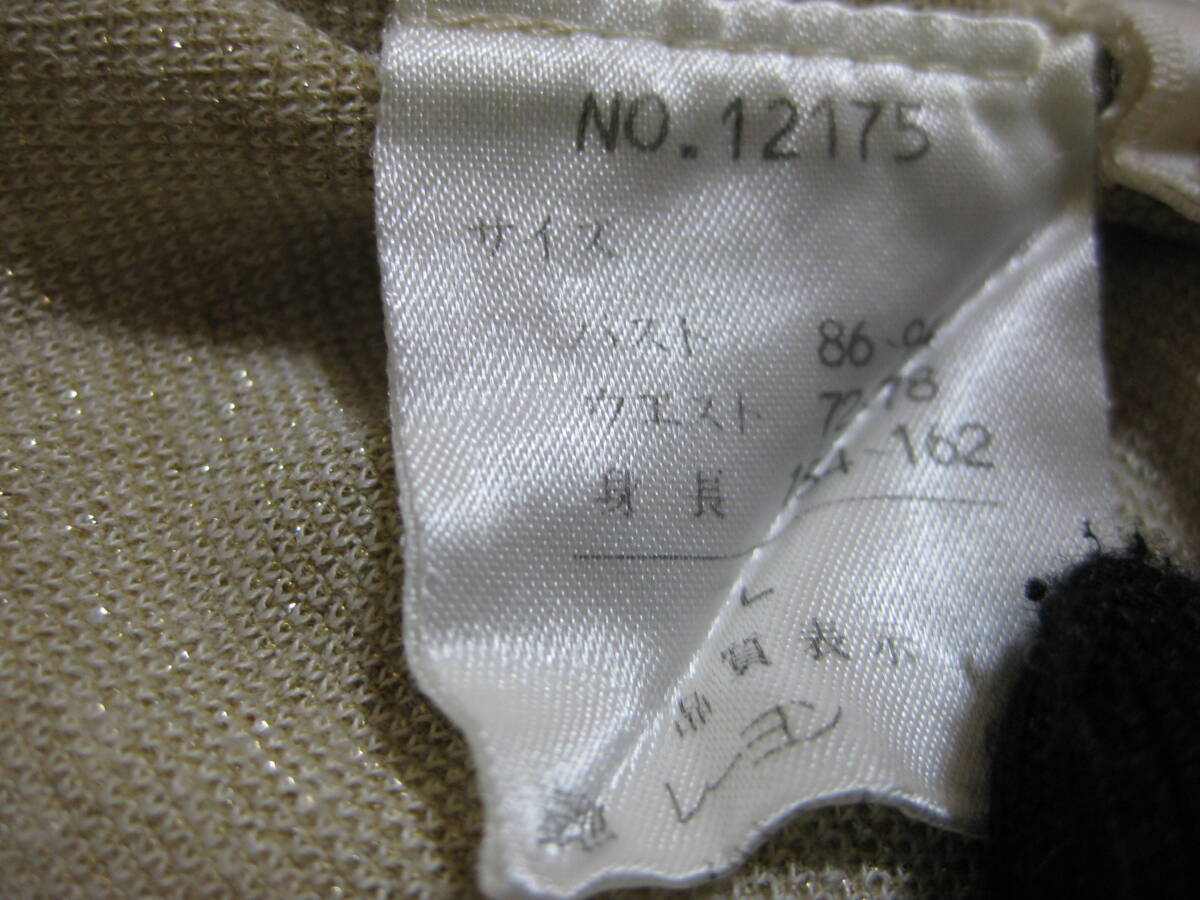 NO.12175
サイズ
バスト 86
ウエスト 72-78
身長 154-162
L
品質表示
レーヨン